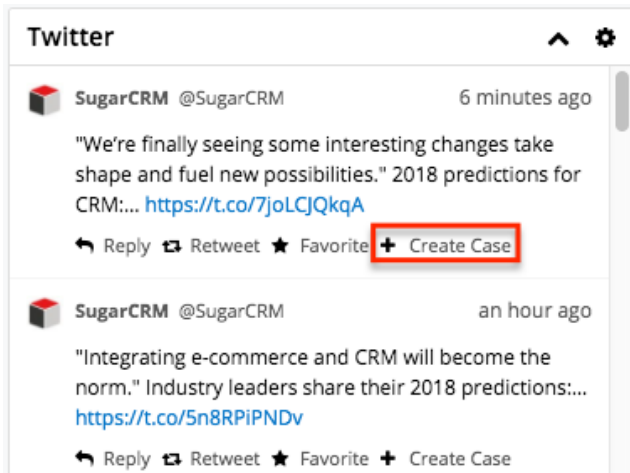 Twitter
SugarCRM @SugarCRM 6 minutes ago
"We're finally seeing some interesting changes take
shape and fuel new possibilities." 2018 predictions for
CRM:... https://t.co/7joLCJQkqA
Reply Retweet Favorite Create Case
SugarCRM @SugarCRM an hour ago
"Integrating e-commerce and CRM will become the
norm." Industry leaders share their 2018 predictions:...
https://t.co/5n8RPiPNDv
Reply Retweet Favorite Create Case